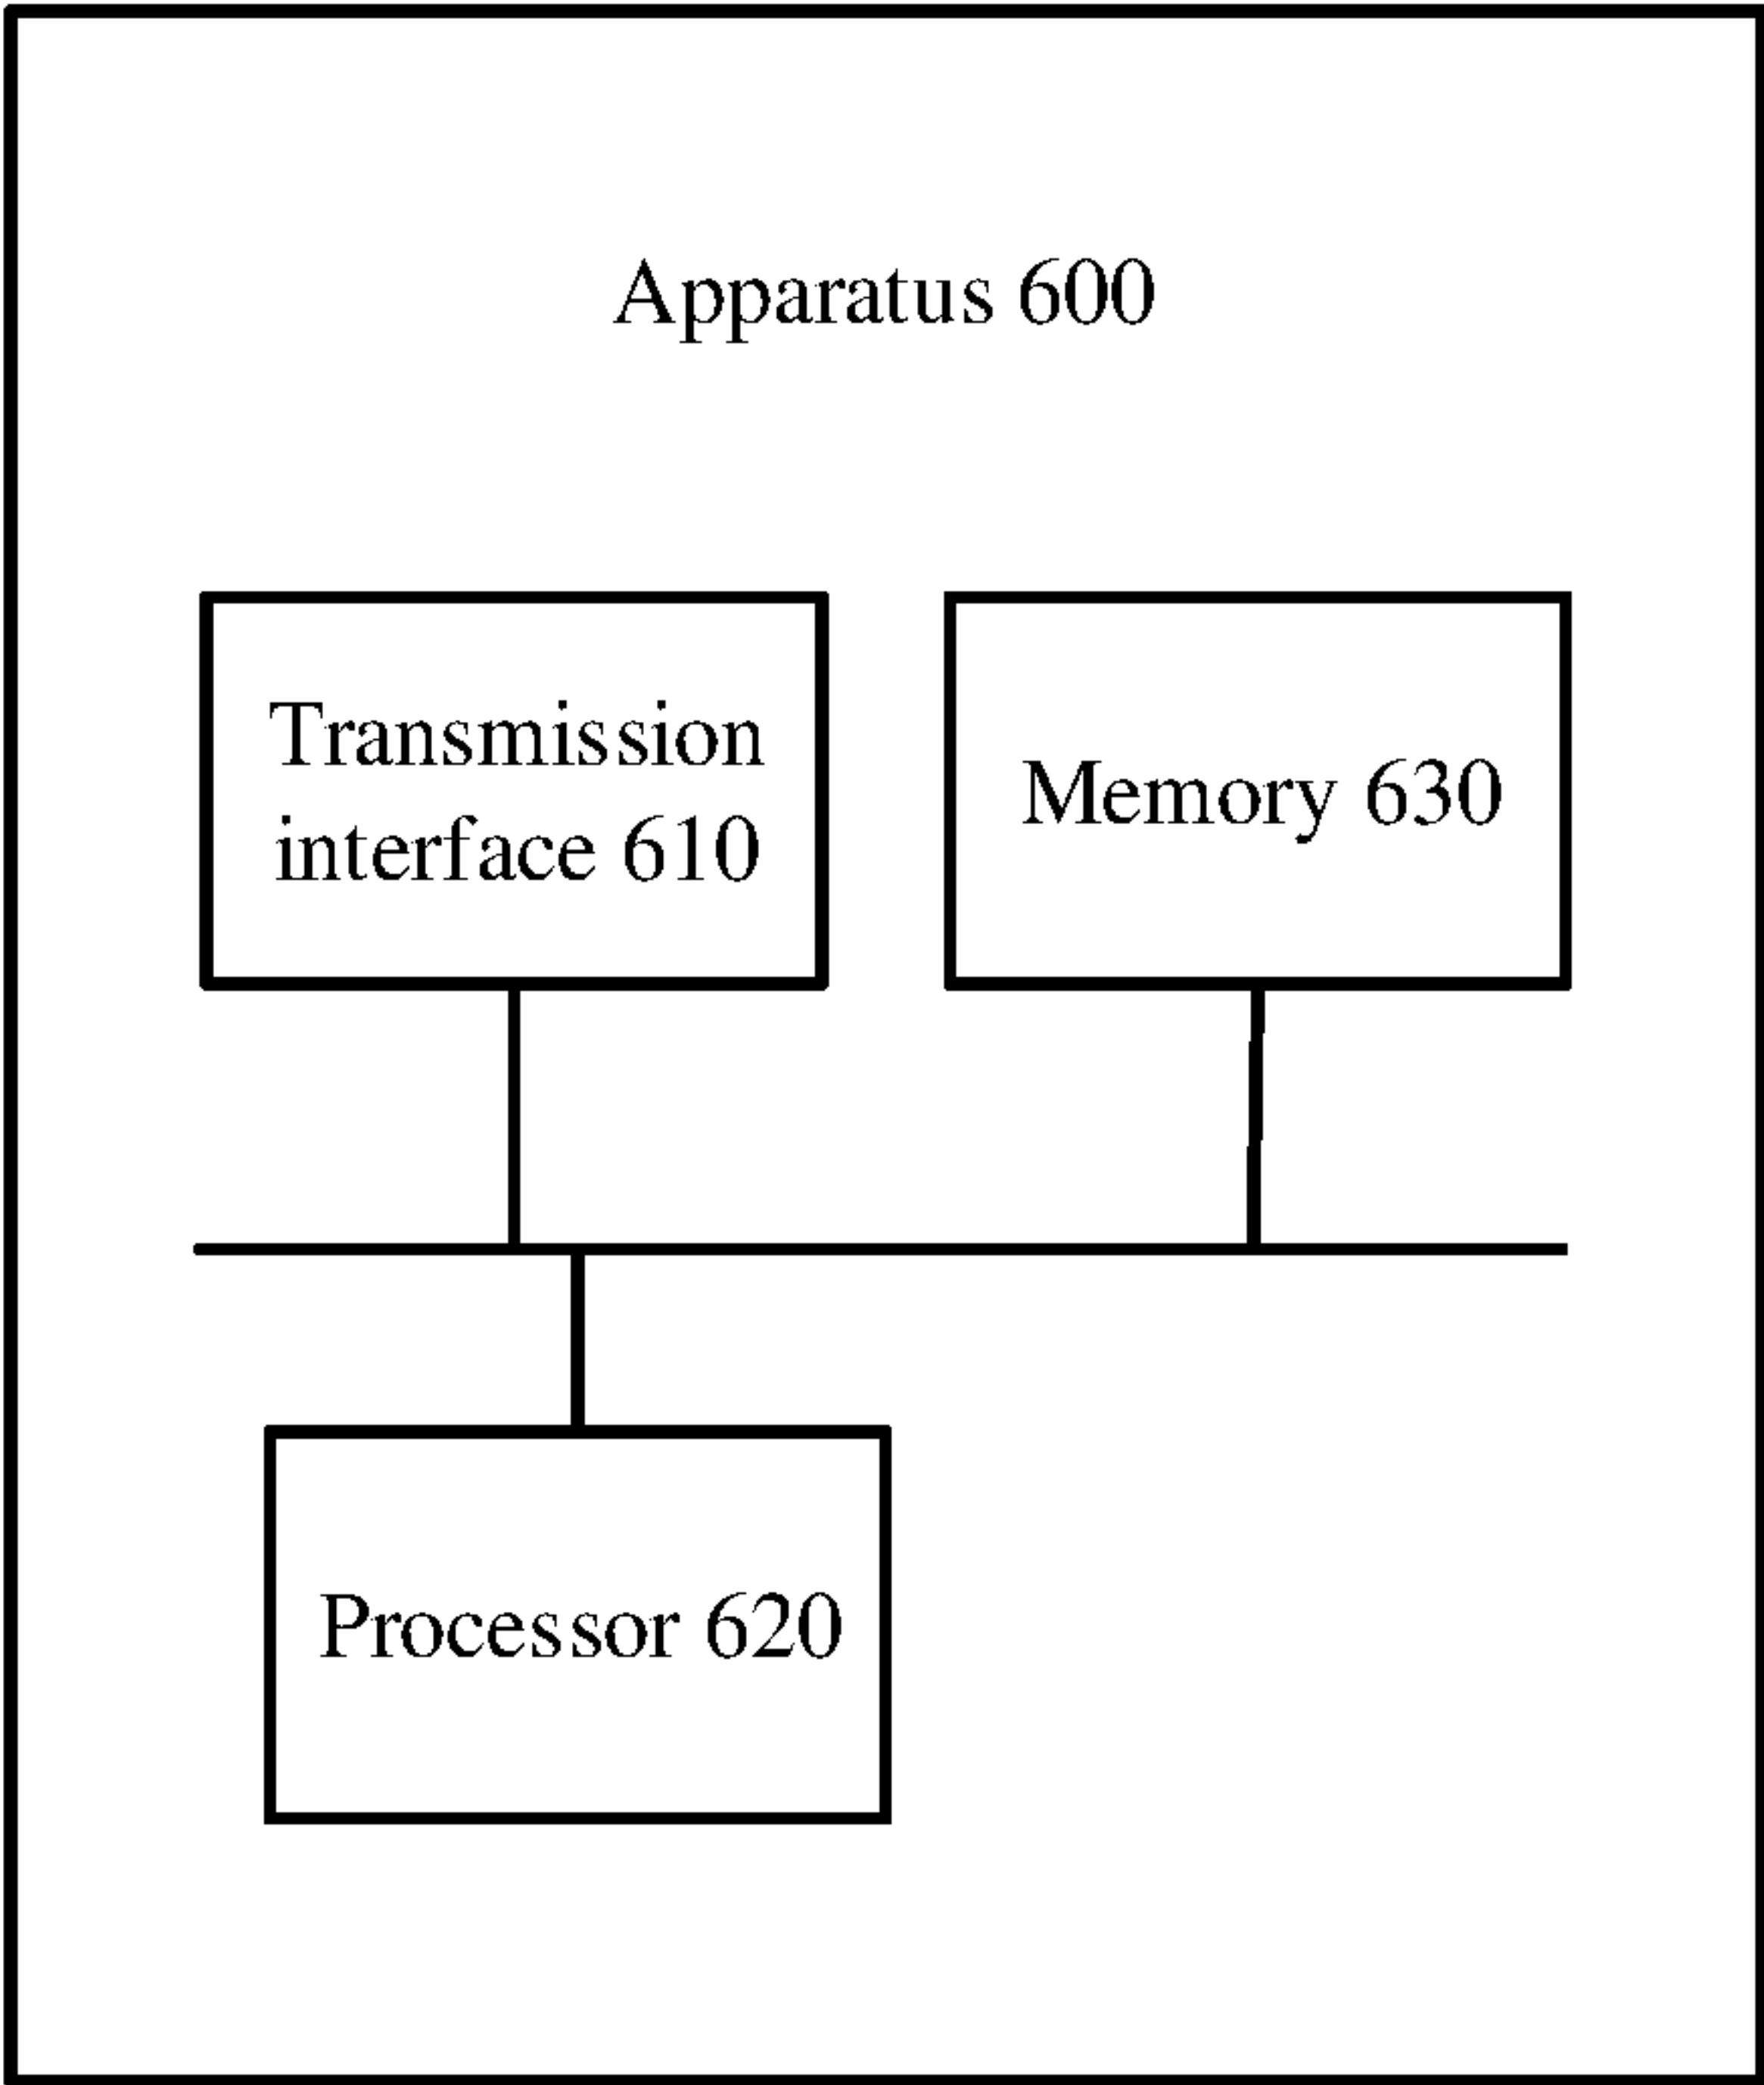 Apparatus 600
Transmission
interface 610
Memory 630
Processor 620